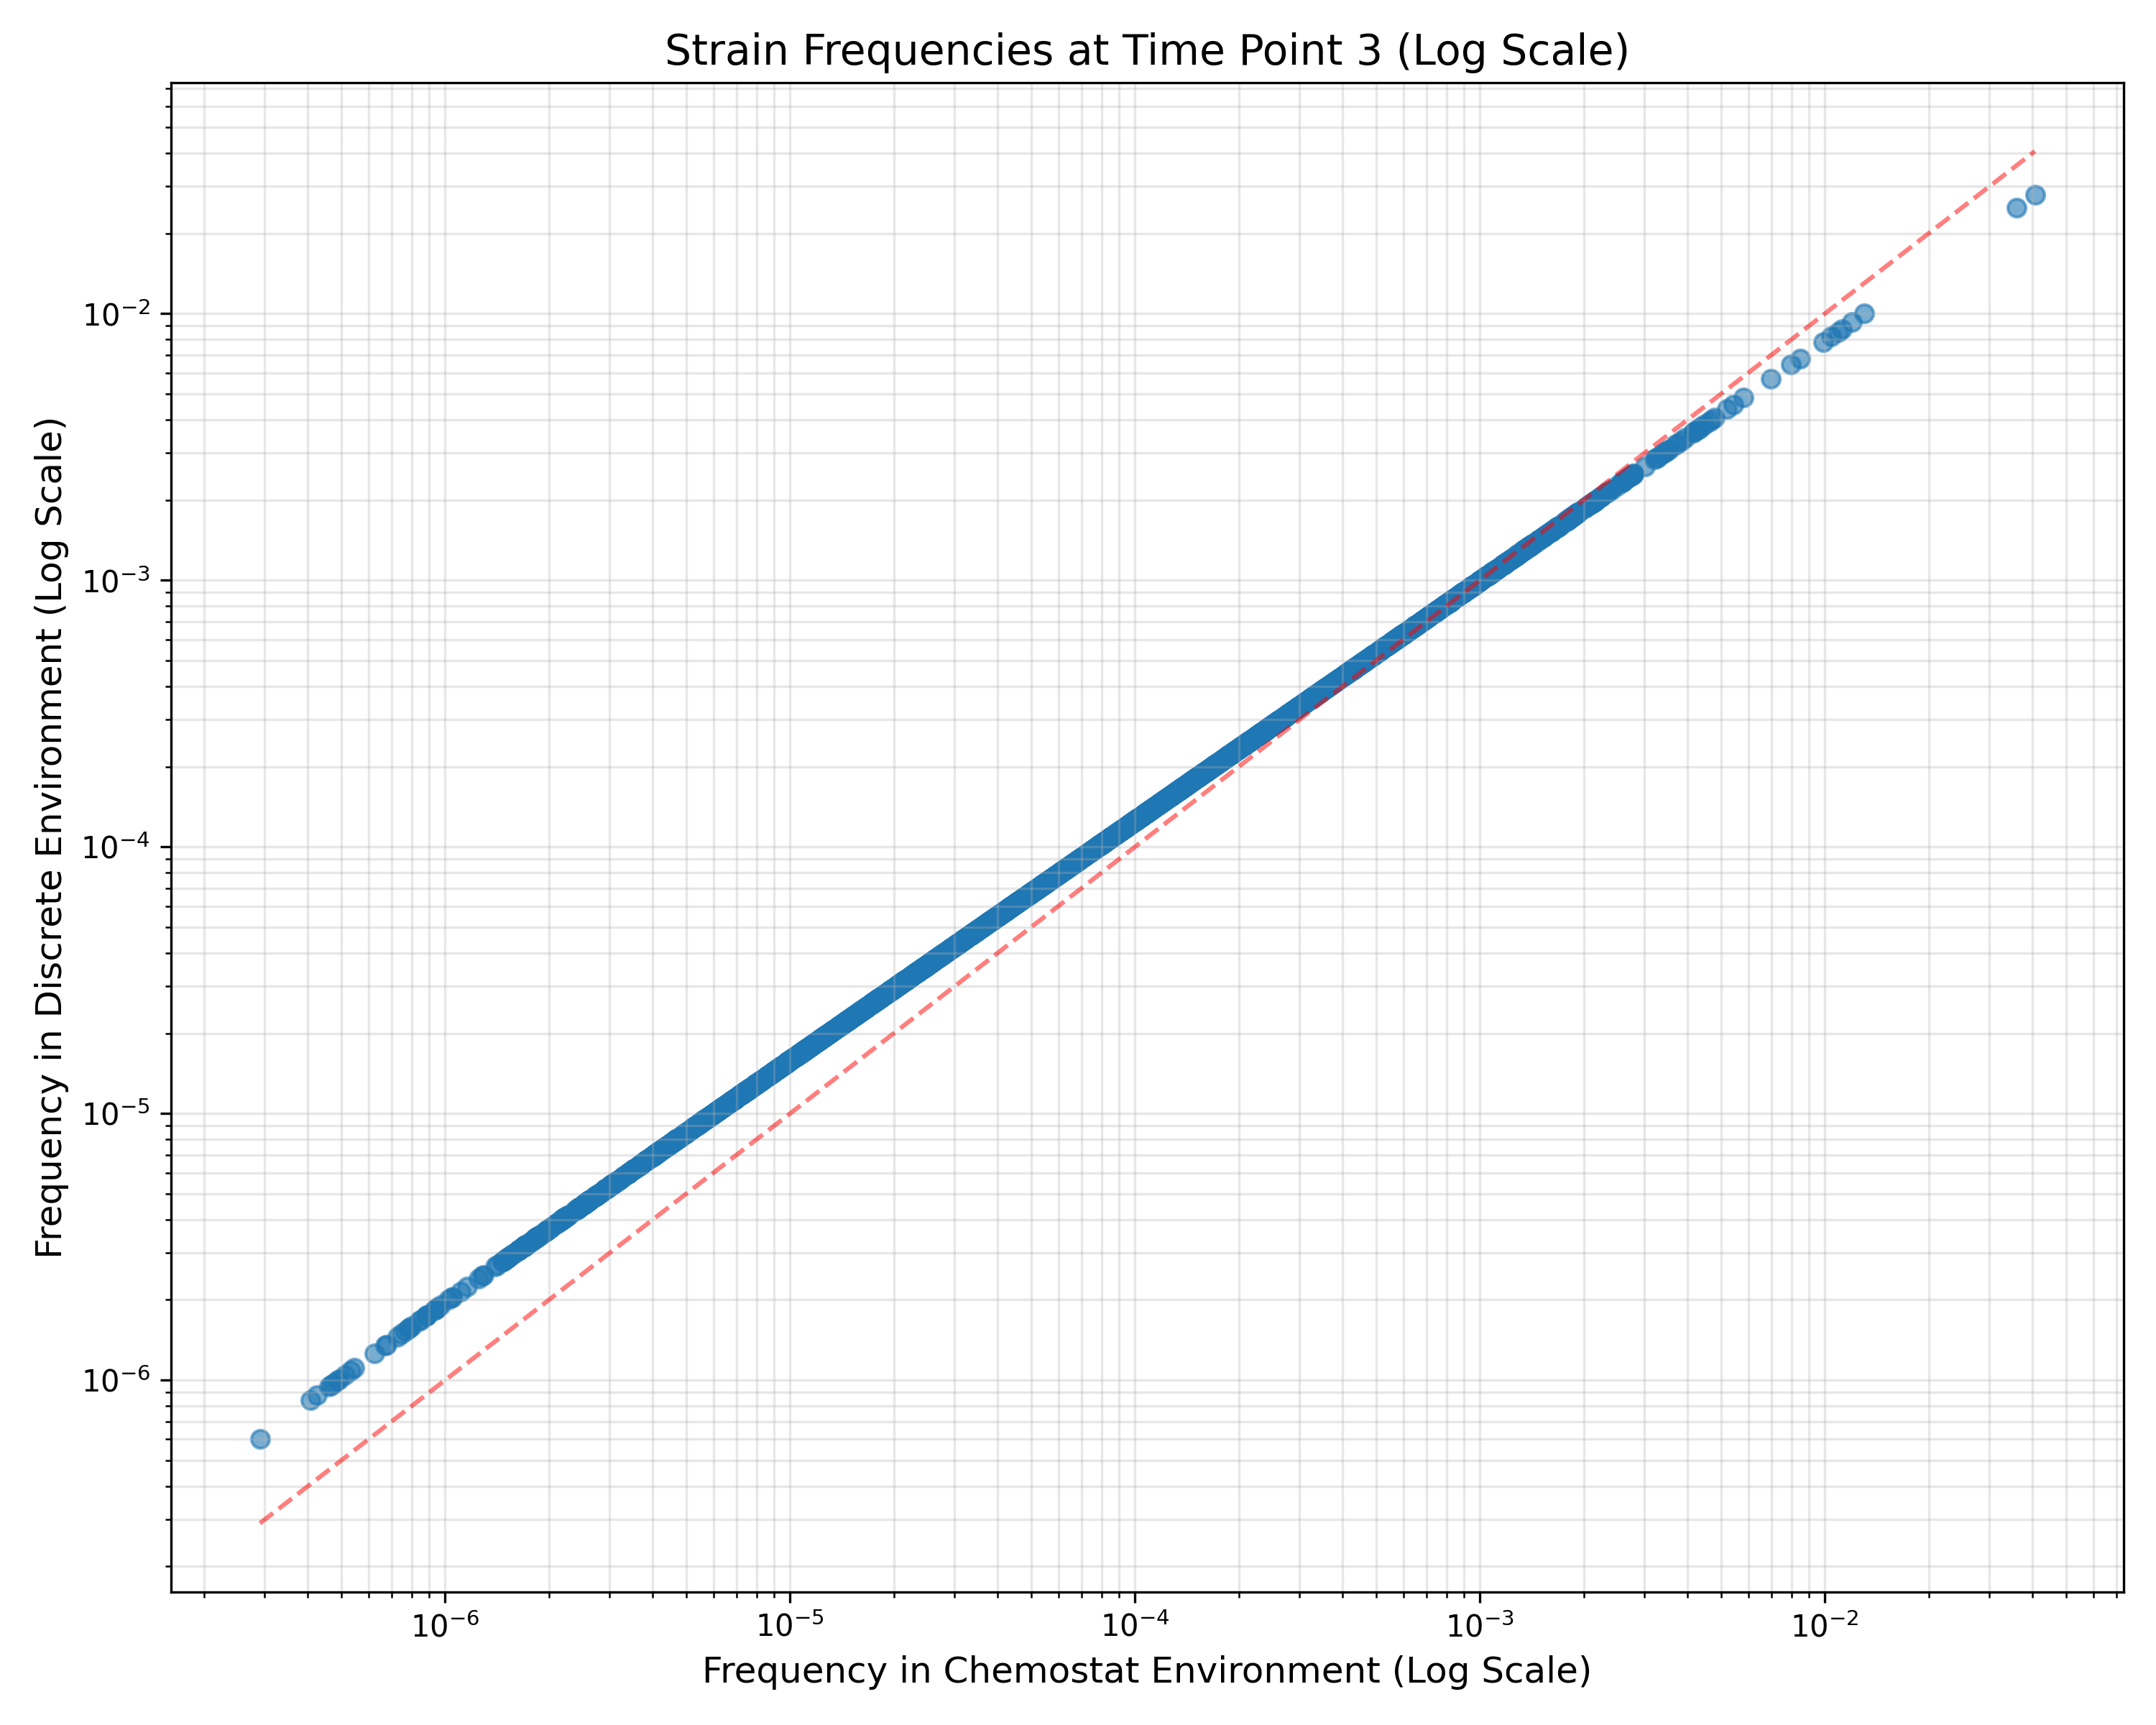 Strain Frequencies at Time Point 3 (Log Scale)
Frequency in Discrete Environment (Log Scale)
10⁻²
10⁻³
10⁻⁴
10⁻⁵
10⁻⁶
10⁻⁶ 10⁻⁵ 10⁻⁴ 10⁻³ 10⁻²
Frequency in Chemostat Environment (Log Scale)